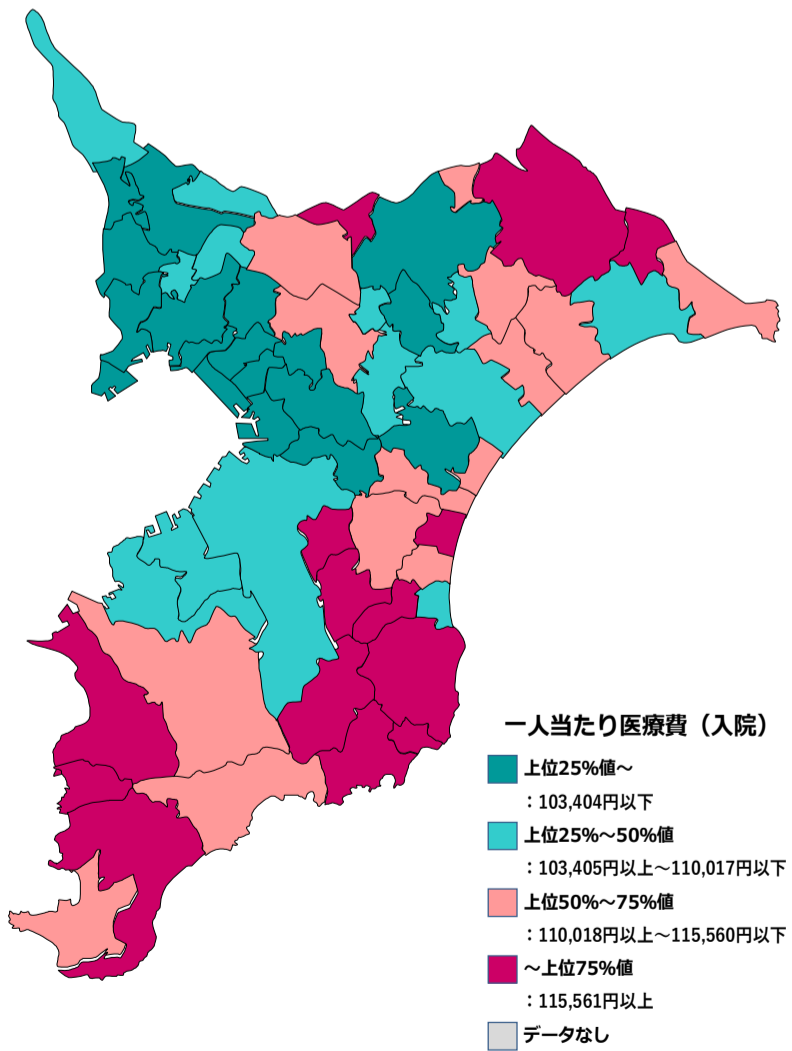 一人当たり医療費（入院）
上位25%値～
：103,404円以下
上位25%～50%値
：103,405円以上～110,017円以下
上位50%～75%値
：110,018円以上～115,560円以下
～上位75%値
：115,561円以上
データなし